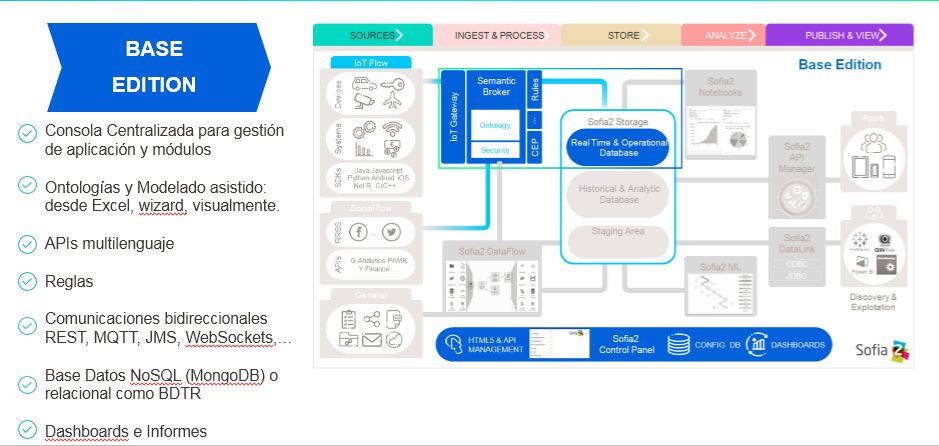 BASE
EDITION
Consola Centralizada para gestión
de aplicación y módulos
Ontologías y Modelado asistido:
desde Excel, wizard, visualmente.
APIs multilenguaje
Reglas
Comunicaciones bidireccionales
REST, MQTT, JMS, WebSockets,…
Base Datos NoSQL (MongoDB) o
relacional como BDTR
Dashboards e Informes
SOURCES
INGEST & PROCESS
STORE
ANALYZE
PUBLISH & VIEW
Base Edition
IoT Flow
Devices
Systems
SDKs
Java Javascript
Python Android iOS
Net R C/C++
Social flow
RRSS
...
APIs
G.Analytics PIWIK
Y.Finance ...
General
IoT Gateway
Semantic
Broker
Ontology
Security
Rules
...
CEP
Sofia2 Storage
Real Time & Operational
Database
Historical & Analytic
Database
Staging Area
Sofia2 DataFlow
Sofia2
Notebooks
Sofia2 ML
Sofia2
API
Manager
Sofia2
DataLink
ODBC
JDBC
Apps
QlikView
Power BI
Discovery &
Explotation
HTML5 & API
MANAGEMENT
Sofia2
Control Panel
CONFIG DB
DASHBOARDS
Sofia2